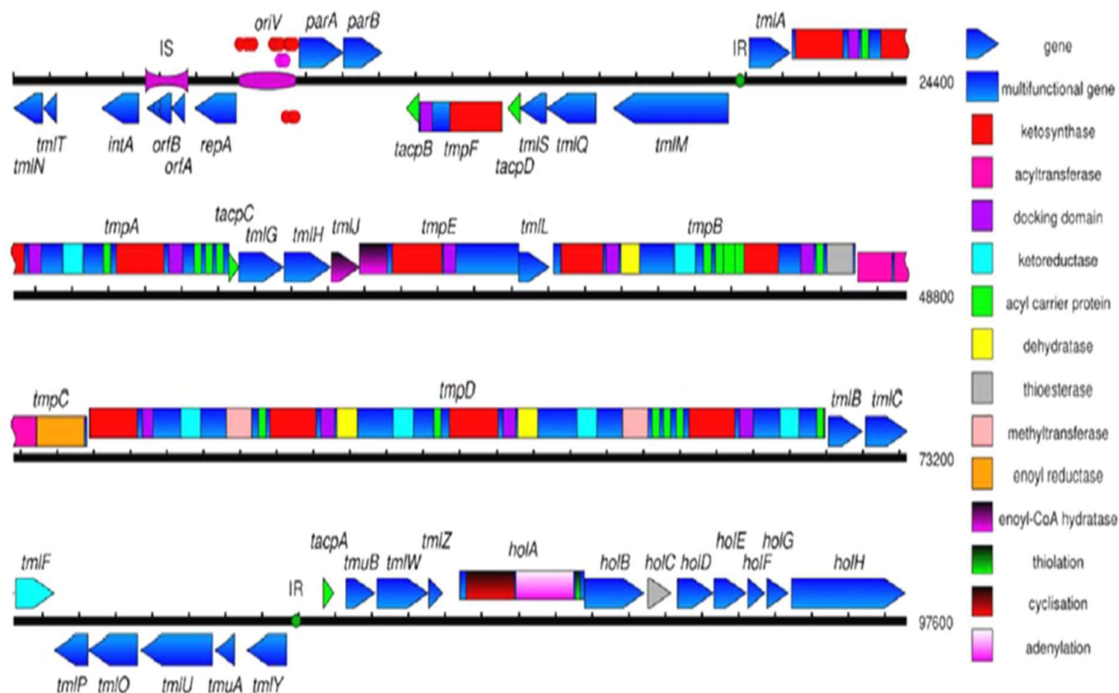 IS oriV parA parB IR tmlA
24400
tmlN tmlT intA orfB orfA repA tacpB tmpF tacpD tmlS tmlQ tmlM
tmpA tacpC tmlG tmlH tmlJ tmpE tmlL tmpB
48800
tmpC tmpD tmlB tmlC
73200
tmlF IR tacpA tmuB tmlW tmlZ holA holB holC holD holE holF holG holH
97600
tmlP tmlO tmlU tmuA tmlY
gene
multifunctional gene
ketosynthase
acyltransferase
docking domain
ketoreductase
acyl carrier protein
dehydratase
thioesterase
methyltransferase
enoyl reductase
enoyl-CoA hydratase
thiolation
cyclisation
adenylation